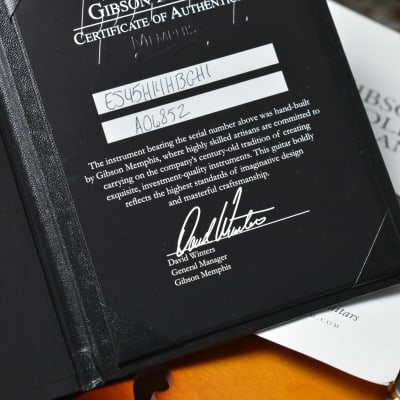 GIBSON
CERTIFICATE OF AUTHENTIC
MEMPHIS
A06852
The instrument bearing the serial number above was hand-built
by Gibson Memphis, where highly skilled artisans are committed to
carrying on the company's century-old tradition of creating
exquisite, investment-quality instruments. This guitar boldly
reflects the highest standards of imaginative design
and masterful craftsmanship.
David Winters
David Winters
General Manager
Gibson Memphis